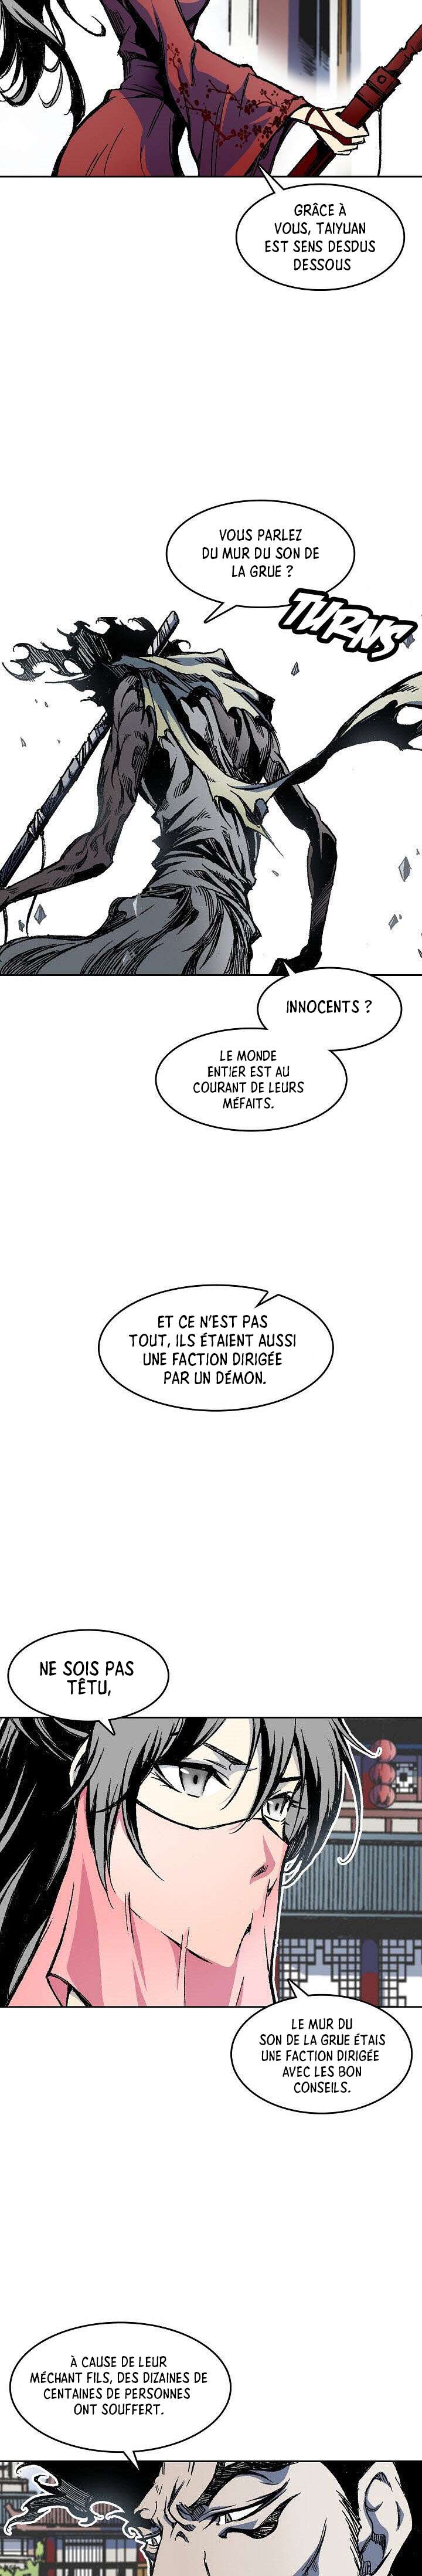 GRÂCE À
VOUS, TAIYUAN
EST SENS DESDUS
DESSOUS
VOUS PARLEZ
DU MUR DU SON DE
LA GRUE ?
TURNS
INNOCENTS ?
LE MONDE
ENTIER EST AU
COURANT DE LEURS
MÉFAITS.
ET CE N'EST PAS
TOUT, ILS ÉTAIENT AUSSI
UNE FACTION DIRIGÉE
PAR UN DÉMON.
NE SOIS PAS
TÊTU,
LE MUR DU
SON DE LA GRUE ÉTAIS
UNE FACTION DIRIGÉE
AVEC LES BON
CONSEILS.
À CAUSE DE LEUR
MÉCHANT FILS, DES DIZAINES DE
CENTAINES DE PERSONNES
ONT SOUFFERT.